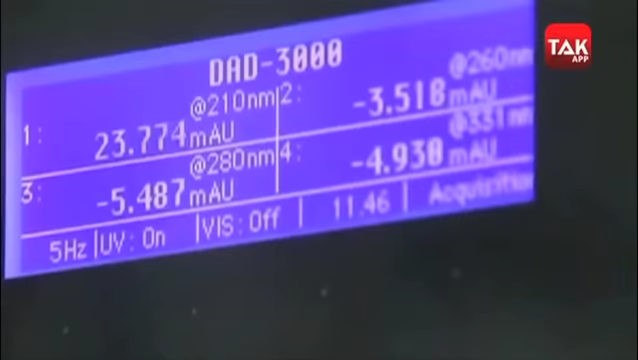 DAD-3000
1: 23.774 mAU @210nm
2: -3.518 mAU @260nm
3: -5.487 mAU @280nm
4: -4.930 mAU @331nm
5Hz UV: On VIS: Off 11.46 Acquisition
TAK
APP